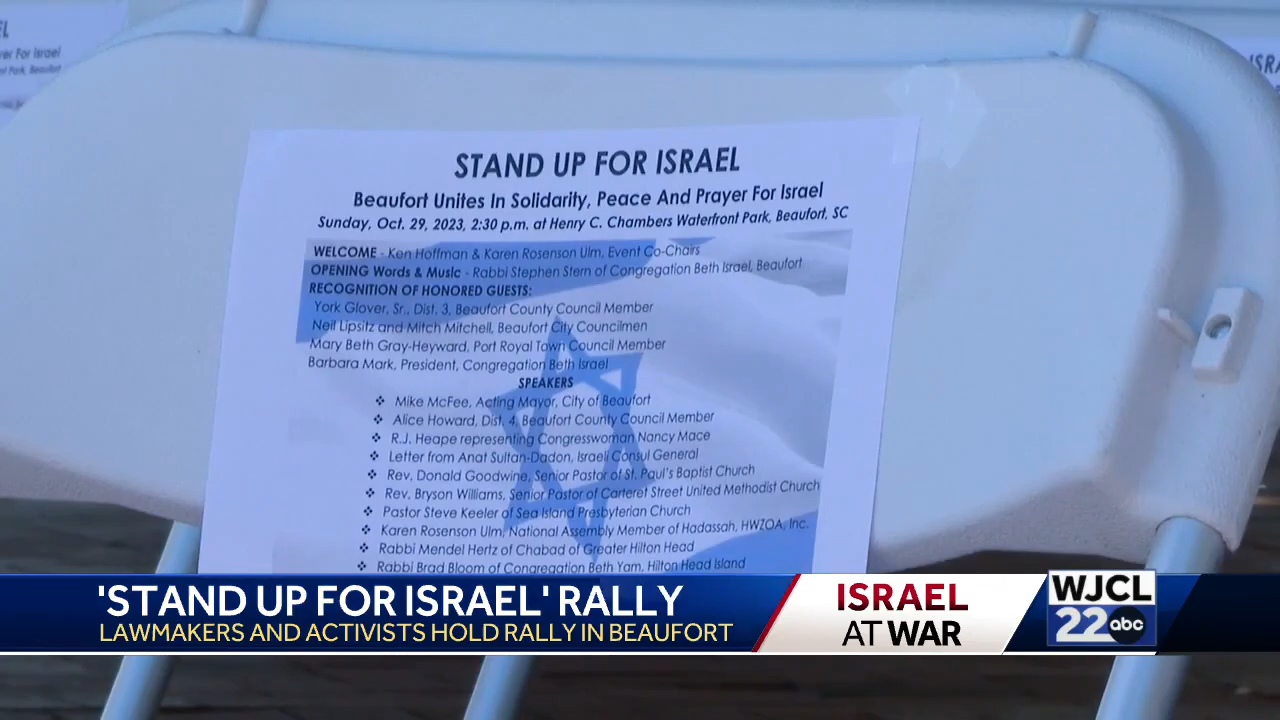 EL
er For Israel
Park, Beaufort
ISRA
STAND UP FOR ISRAEL
Beaufort Unites In Solidarity, Peace And Prayer For Israel
Sunday, Oct. 29, 2023, 2:30 p.m. at Henry C. Chambers Waterfront Park, Beaufort, SC
WELCOME - Ken Hoffman & Karen Rosenson Ulm, Event Co-Chairs
OPENING Words & Music - Rabbi Stephen Stern of Congregation Beth Israel, Beaufort
RECOGNITION OF HONORED GUESTS:
York Glover, Sr., Dist. 3, Beaufort County Council Member
Neil Lipsitz and Mitch Mitchell, Beaufort City Councilmen
Mary Beth Gray-Heyward, Port Royal Town Council Member
Barbara Mark, President, Congregation Beth Israel
SPEAKERS
❖ Mike McFee, Acting Mayor, City of Beaufort
❖ Alice Howard, Dist. 4, Beaufort County Council Member
❖ R.J. Heape representing Congresswoman Nancy Mace
❖ Letter from Anat Sultan-Dadon, Israeli Consul General
❖ Rev. Donald Goodwine, Senior Pastor of St. Paul's Baptist Church
❖ Rev. Bryson Williams, Senior Pastor of Carteret Street United Methodist Church
❖ Pastor Steve Keeler of Sea Island Presbyterian Church
❖ Karen Rosenson Ulm, National Assembly Member of Hadassah, HWZOA, Inc.
❖ Rabbi Mendel Hertz of Chabad of Greater Hilton Head
❖ Rabbi Brad Bloom of Congregation Beth Yam, Hilton Head Island
'STAND UP FOR ISRAEL' RALLY
LAWMAKERS AND ACTIVISTS HOLD RALLY IN BEAUFORT
ISRAEL
AT WAR
WJCL
22 abc